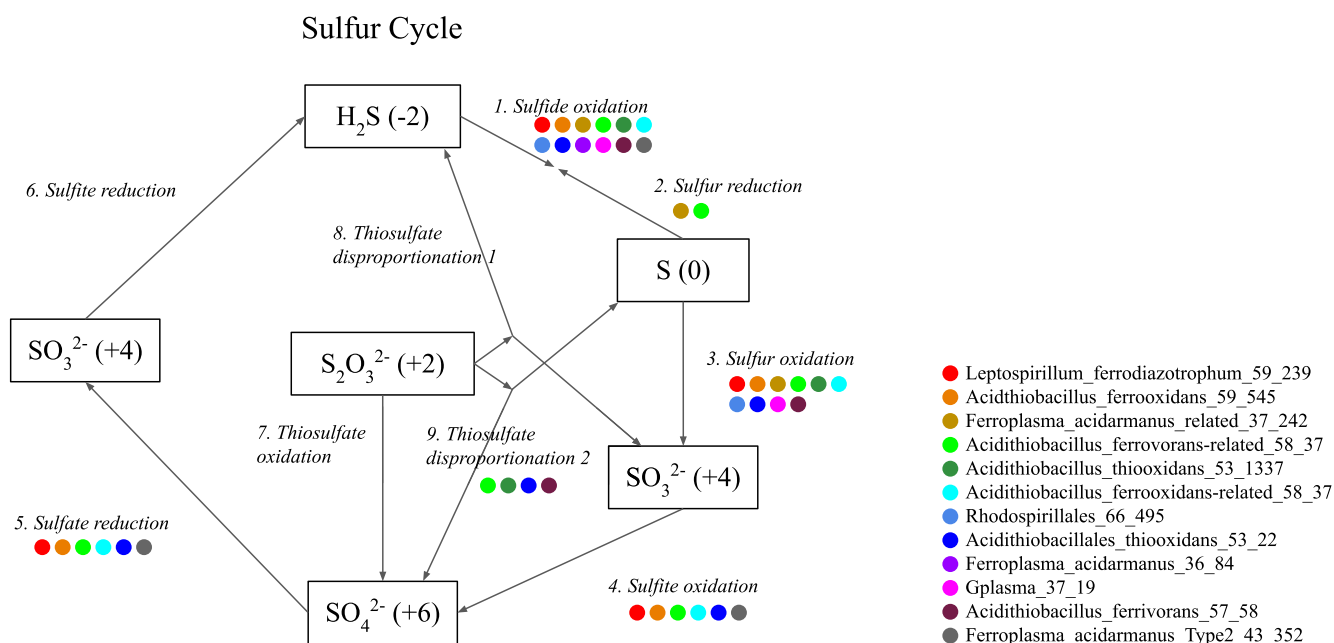 Sulfur Cycle
H₂S (-2)
1. Sulfide oxidation
6. Sulfite reduction
2. Sulfur reduction
8. Thiosulfate
disproportionation 1
S (0)
SO₃²⁻ (+4)
S₂O₃²⁻ (+2)
3. Sulfur oxidation
7. Thiosulfate
oxidation
9. Thiosulfate
disproportionation 2
SO₃²⁻ (+4)
5. Sulfate reduction
4. Sulfite oxidation
SO₄²⁻ (+6)
Leptospirillum_ferrodiazotrophum_59_239
Acidthiobacillus_ferrooxidans_59_545
Ferroplasma_acidarmanus_related_37_242
Acidithiobacillus_ferrovorans-related_58_37
Acidithiobacillus_thiooxidans_53_1337
Acidithiobacillus_ferrooxidans-related_58_37
Rhodospirillales_66_495
Acidithiobacillales_thiooxidans_53_22
Ferroplasma_acidarmanus_36_84
Gplasma_37_19
Acidithiobacillus_ferrivorans_57_58
Ferroplasma_acidarmanus_Type2_43_352